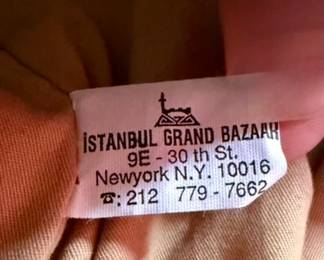 İSTANBUL GRAND BAZAAR
9E - 30 th St.
Newyork N.Y. 10016
☎: 212 779 - 7662